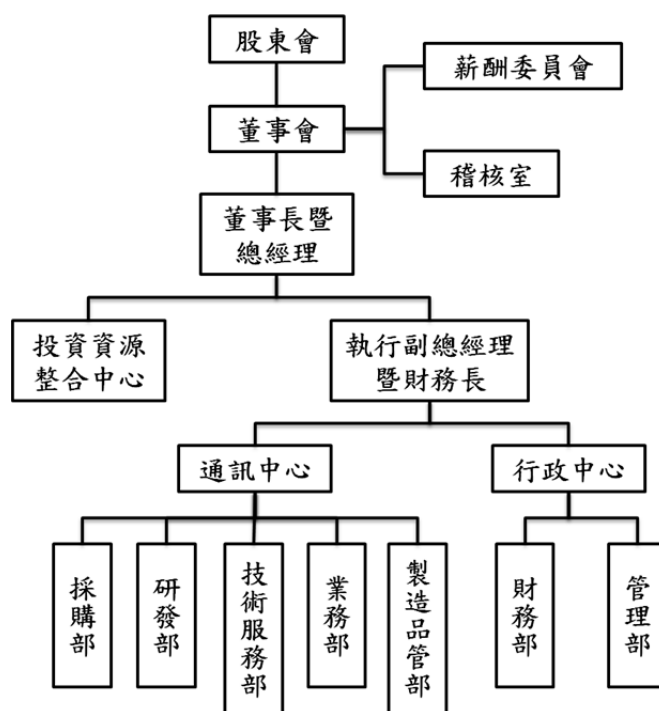 股東會
薪酬委員會
董事會
稽核室
董事長暨
總經理
投資資源
整合中心
執行副總經理
暨財務長
通訊中心
行政中心
採購部
研發部
技術服務部
業務部
製造品管部
財務部
管理部